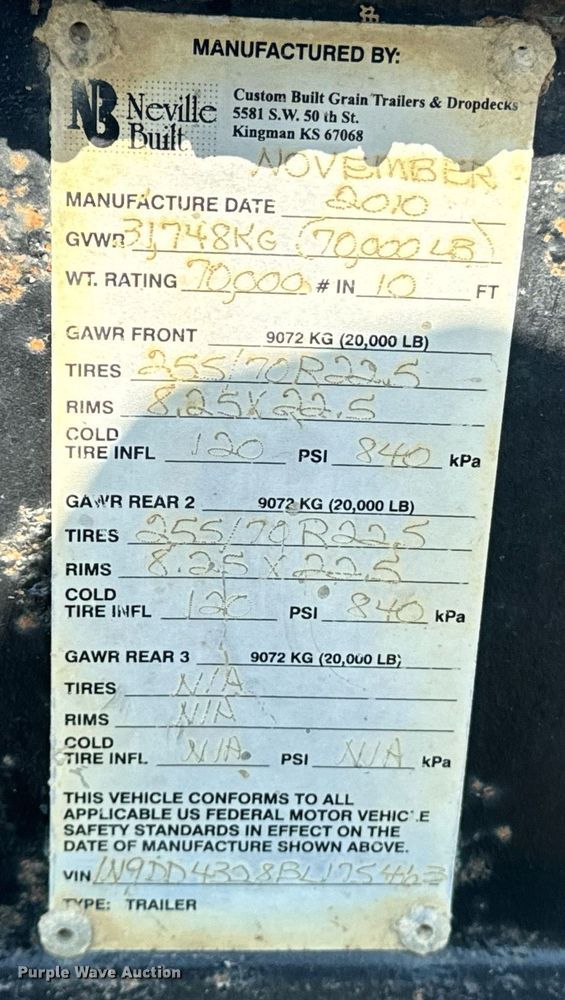 MANUFACTURED BY:
NB Neville Built
Custom Built Grain Trailers & Dropdecks
5581 S.W. 50 th St.
Kingman KS 67068
NOVEMBER
MANUFACTURE DATE 2010
GVWR 31,748KG (70,000 LB)
WT. RATING 70,000 # IN 10 FT
GAWR FRONT 9072 KG (20,000 LB)
TIRES 255/70R22.5
RIMS 8.25X22.5
COLD
TIRE INFL 120 PSI 840 kPa
GAWR REAR 2 9072 KG (20,000 LB)
TIRES 255/70R22.5
RIMS 8.25 X 22.5
COLD
TIRE INFL 120 PSI 840 kPa
GAWR REAR 3 9072 KG (20,000 LB)
TIRES N/A
RIMS N/A
COLD
TIRE INFL N/A PSI N/A kPa
THIS VEHICLE CONFORMS TO ALL
APPLICABLE US FEDERAL MOTOR VEHICLE
SAFETY STANDARDS IN EFFECT ON THE
DATE OF MANUFACTURE SHOWN ABOVE.
VIN 1N9DD4328BL175463
TYPE: TRAILER
Purple Wave Auction